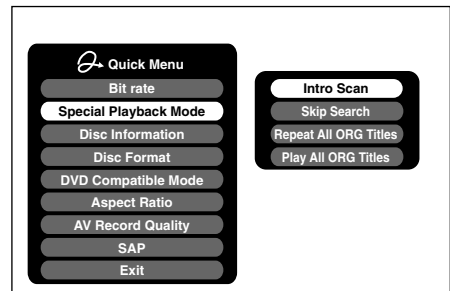 Quick Menu
Bit rate
Special Playback Mode
Disc Information
Disc Format
DVD Compatible Mode
Aspect Ratio
AV Record Quality
SAP
Exit
Intro Scan
Skip Search
Repeat All ORG Titles
Play All ORG Titles